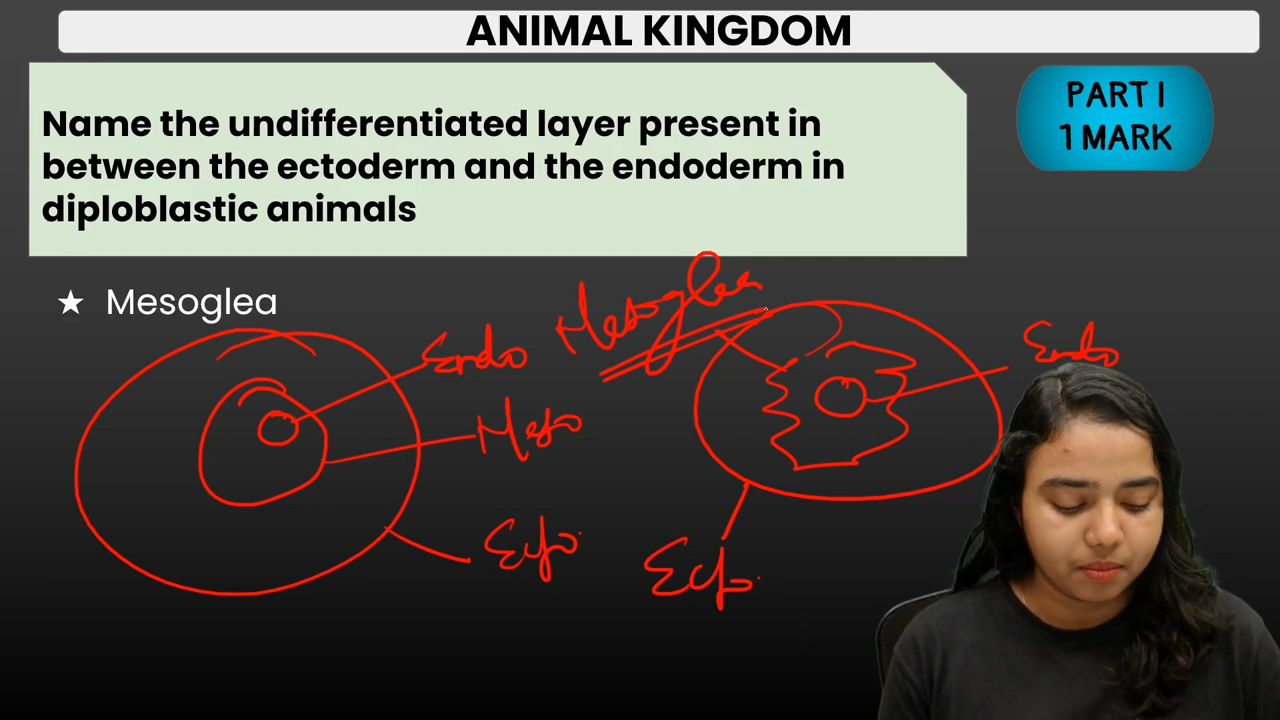 ANIMAL KINGDOM
PART I
1 MARK
Name the undifferentiated layer present in
between the ectoderm and the endoderm in
diploblastic animals
★ Mesoglea
Mesoglea
Endo
Meso
Ecto
Endo
Ecto